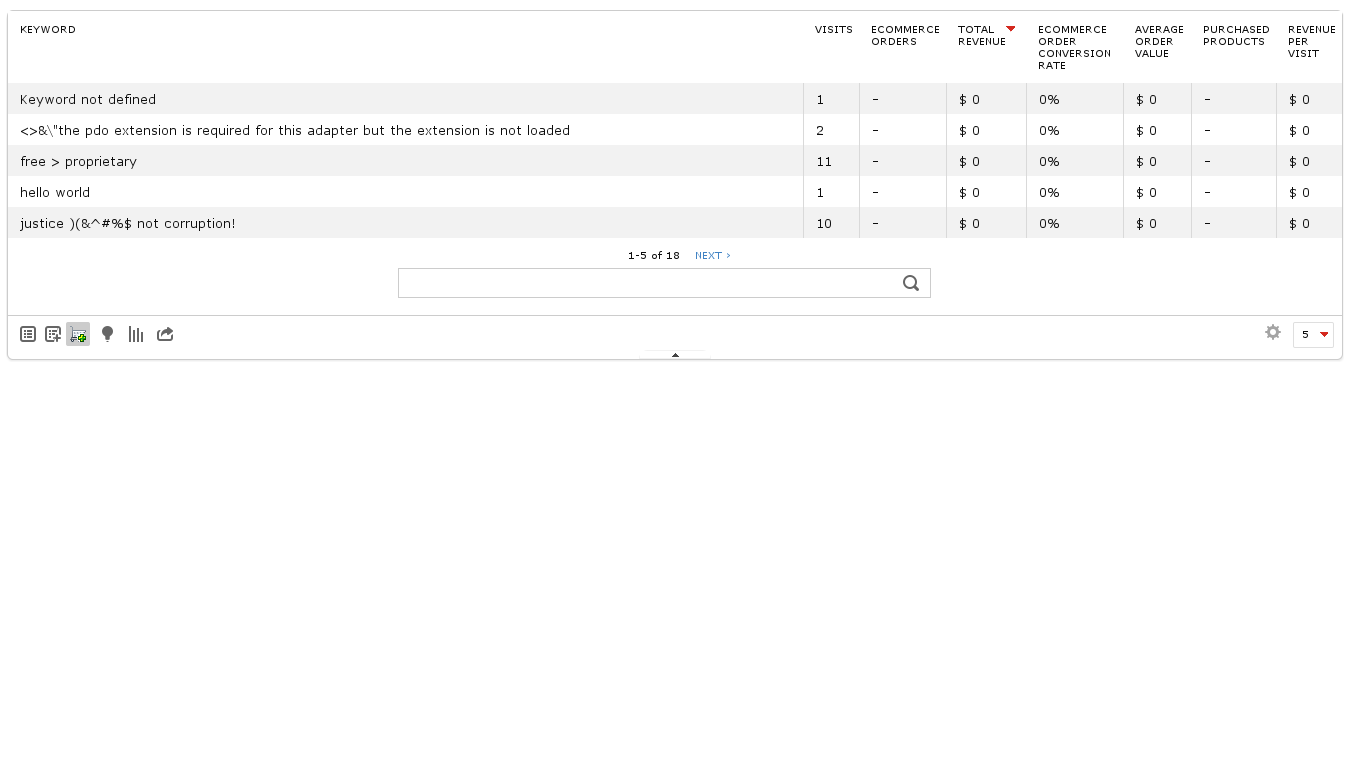 KEYWORD VISITS ECOMMERCE ORDERS TOTAL REVENUE ECOMMERCE ORDER CONVERSION RATE AVERAGE ORDER VALUE PURCHASED PRODUCTS REVENUE PER VISIT
Keyword not defined 1 - $ 0 0% $ 0 - $ 0
<>&\"the pdo extension is required for this adapter but the extension is not loaded 2 - $ 0 0% $ 0 - $ 0
free > proprietary 11 - $ 0 0% $ 0 - $ 0
hello world 1 - $ 0 0% $ 0 - $ 0
justice )(&^#%$ not corruption! 10 - $ 0 0% $ 0 - $ 0
1-5 of 18 NEXT ›
5